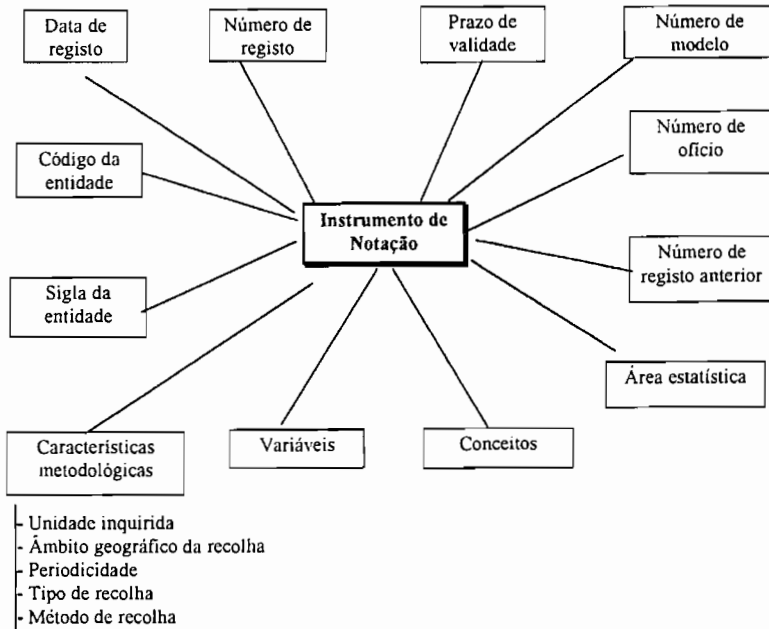 Data de
registo
Número de
registo
Prazo de
validade
Número de
modelo
Código da
entidade
Número de
ofício
Instrumento de
Notação
Sigla da
entidade
Número de
registo anterior
Área estatística
Características
metodológicas
Variáveis
Conceitos
- Unidade inquirida
- Âmbito geográfico da recolha
- Periodicidade
- Tipo de recolha
- Método de recolha